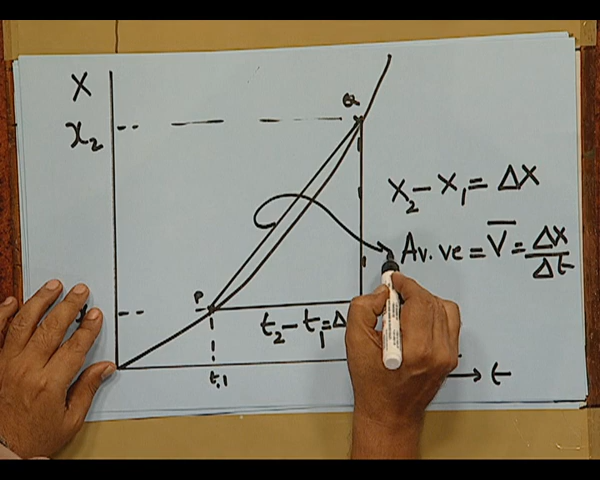 X
x₂
Q
X₂ - X₁ = ΔX
Av. ve = V̅ = ΔX/Δt
P
t₂ - t₁ = Δ
t₁
t